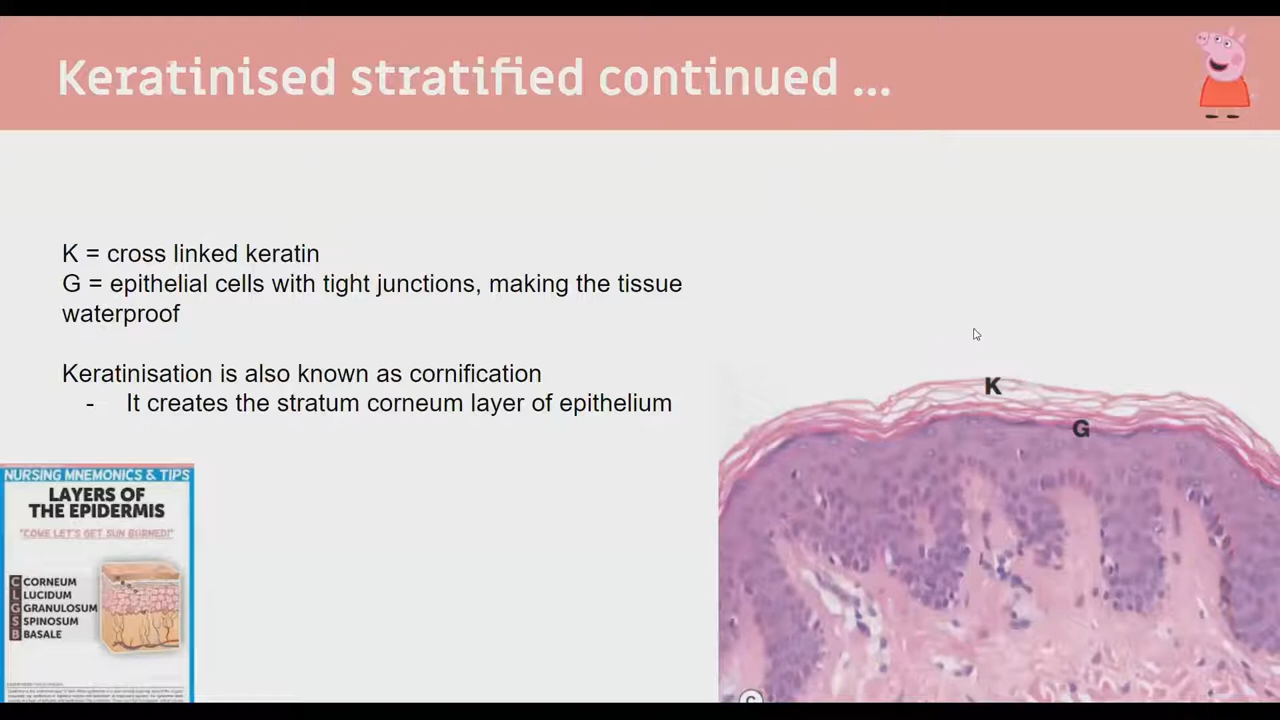 Keratinised stratified continued ...
K = cross linked keratin
G = epithelial cells with tight junctions, making the tissue
waterproof
Keratinisation is also known as cornification
- It creates the stratum corneum layer of epithelium
NURSING MNEMONICS & TIPS
LAYERS OF
THE EPIDERMIS
"COME LET'S GET SUN BURNED!"
C CORNEUM
L LUCIDUM
G GRANULOSUM
S SPINOSUM
B BASALE
K
G
C